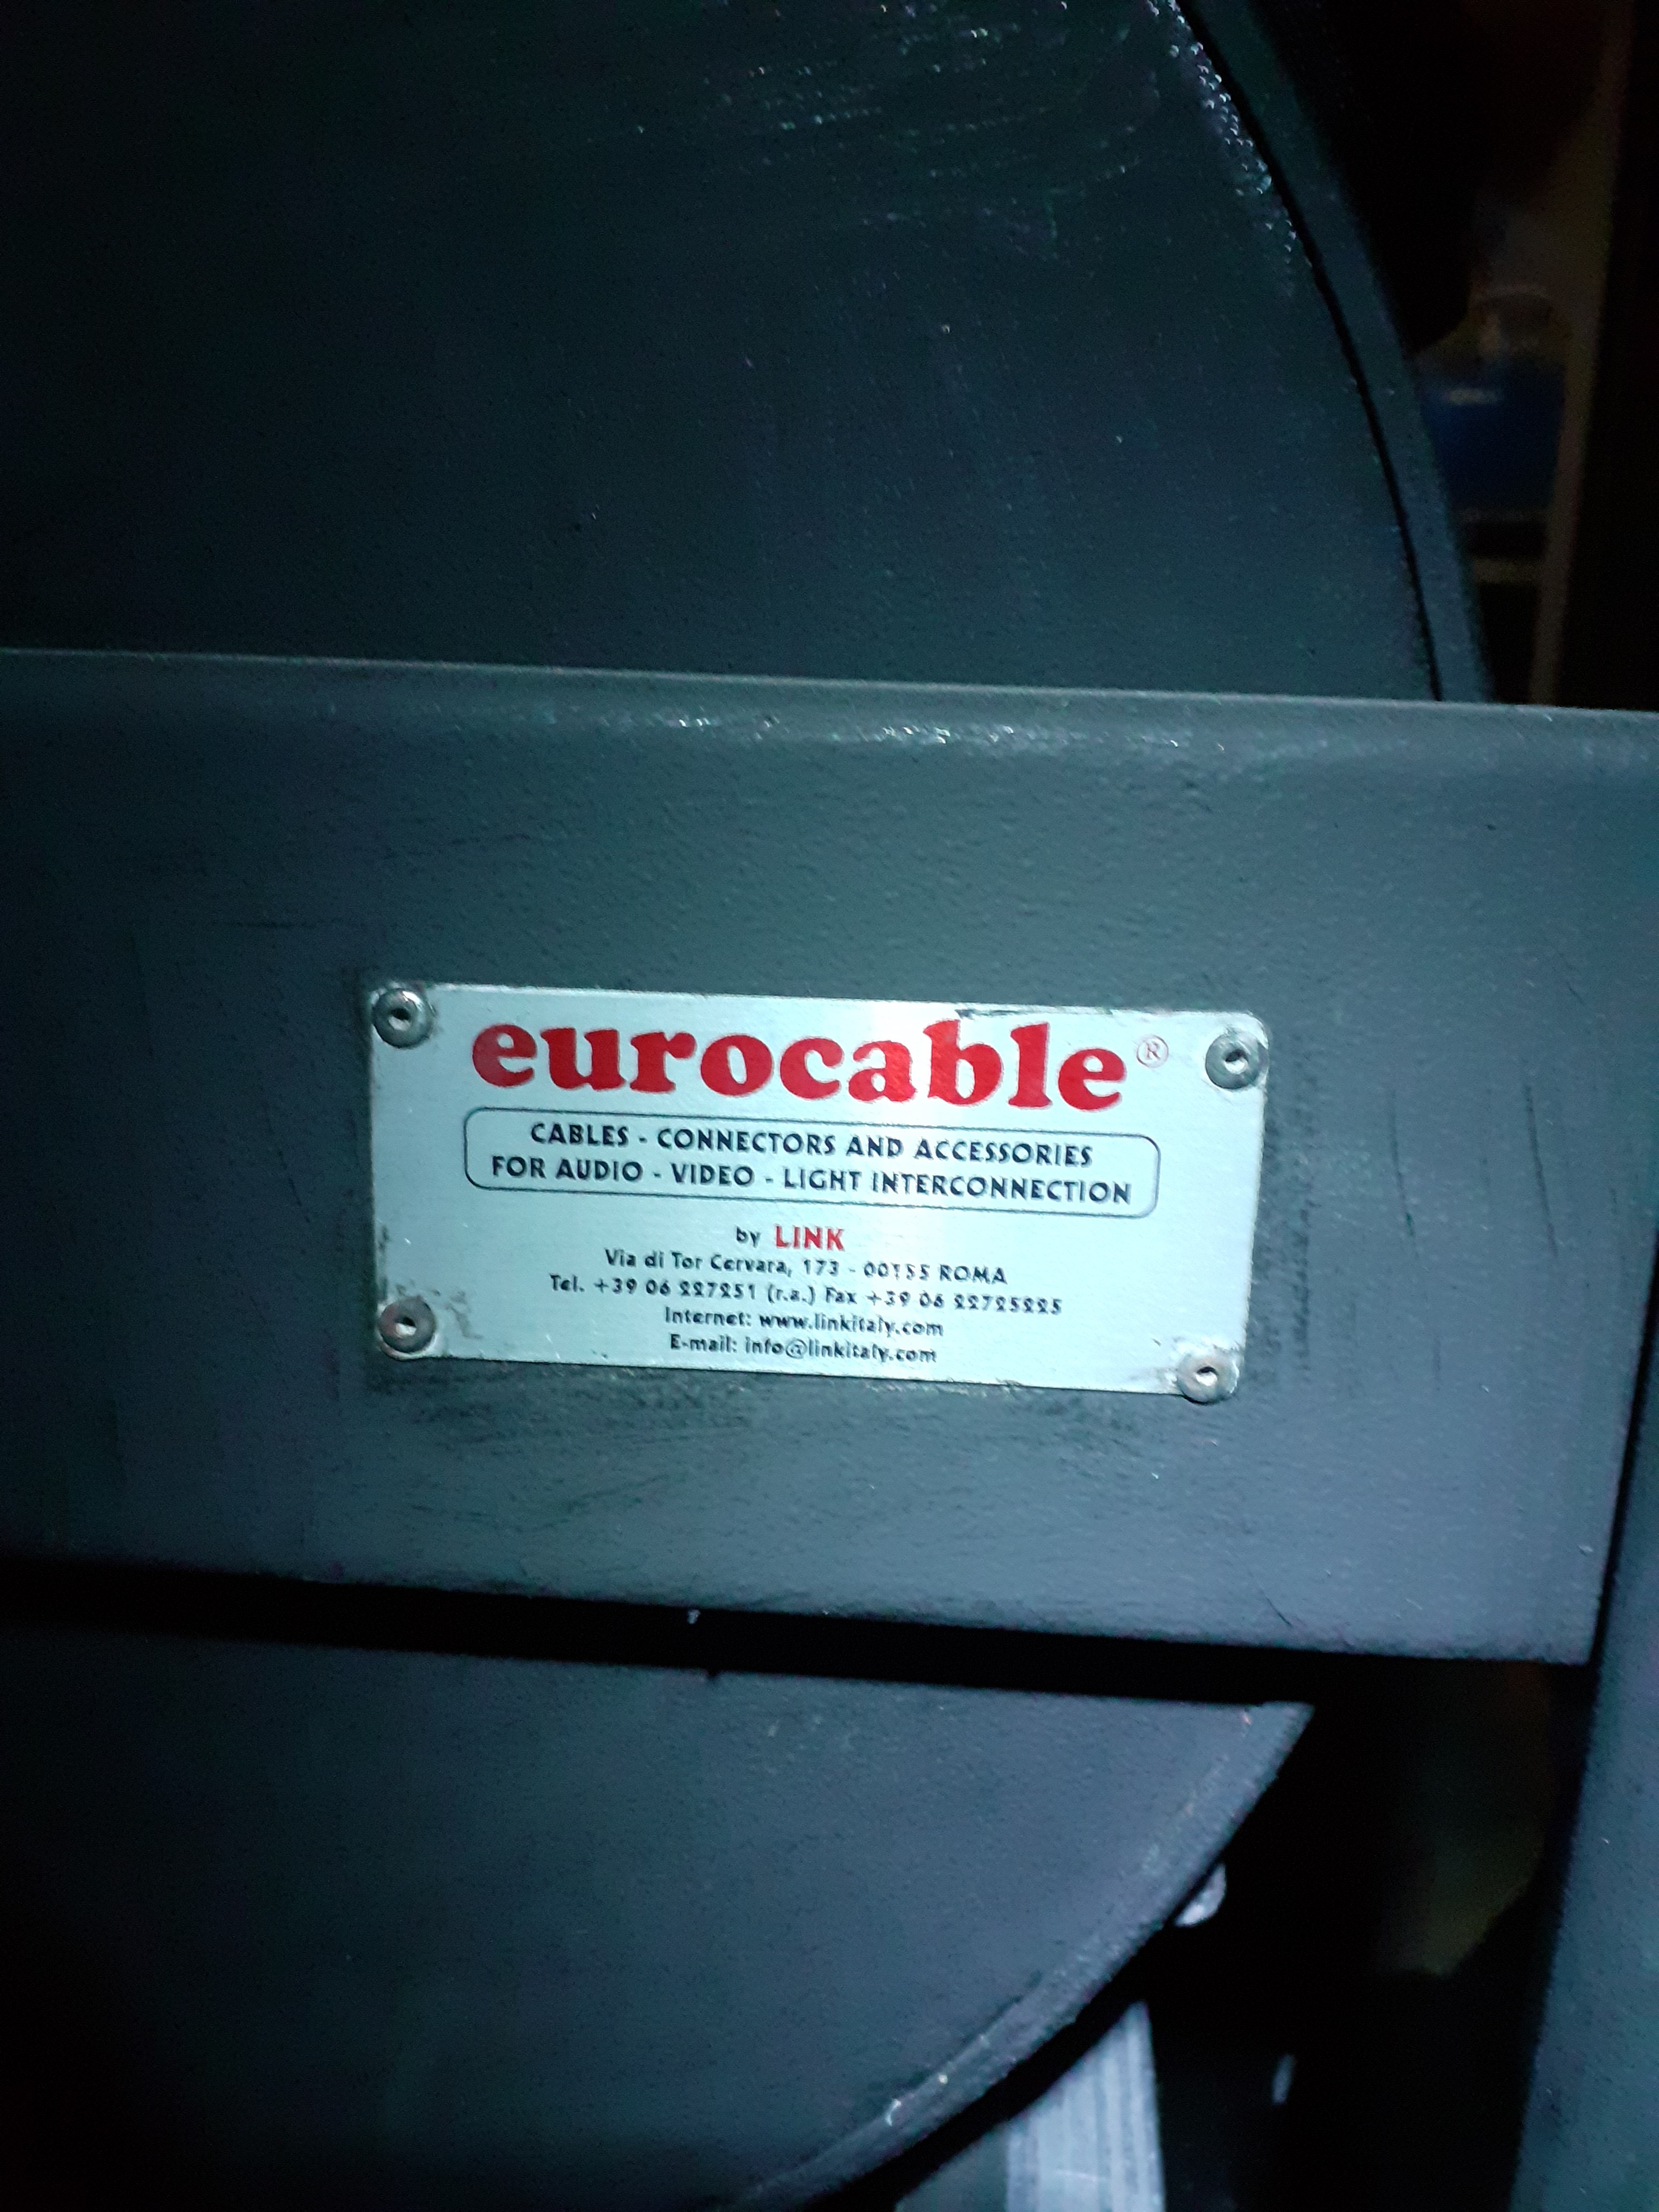 eurocable®
CABLES - CONNECTORS AND ACCESSORIES
FOR AUDIO - VIDEO - LIGHT INTERCONNECTION
by LINK
Via di Tor Cervara, 173 - 00155 ROMA
Tel. +39 06 227251 (r.a.) Fax +39 06 22725225
Internet: www.linkitaly.com
E-mail: info@linkitaly.com